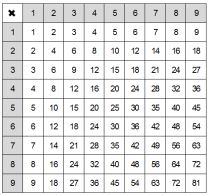 ✖ 1 2 3 4 5 6 7 8 9
1 1 2 3 4 5 6 7 8 9
2 2 4 6 8 10 12 14 16 18
3 3 6 9 12 15 18 21 24 27
4 4 8 12 16 20 24 28 32 36
5 5 10 15 20 25 30 35 40 45
6 6 12 18 24 30 36 42 48 54
7 7 14 21 28 35 42 49 56 63
8 8 16 24 32 40 48 56 64 72
9 9 18 27 36 45 54 63 72 81